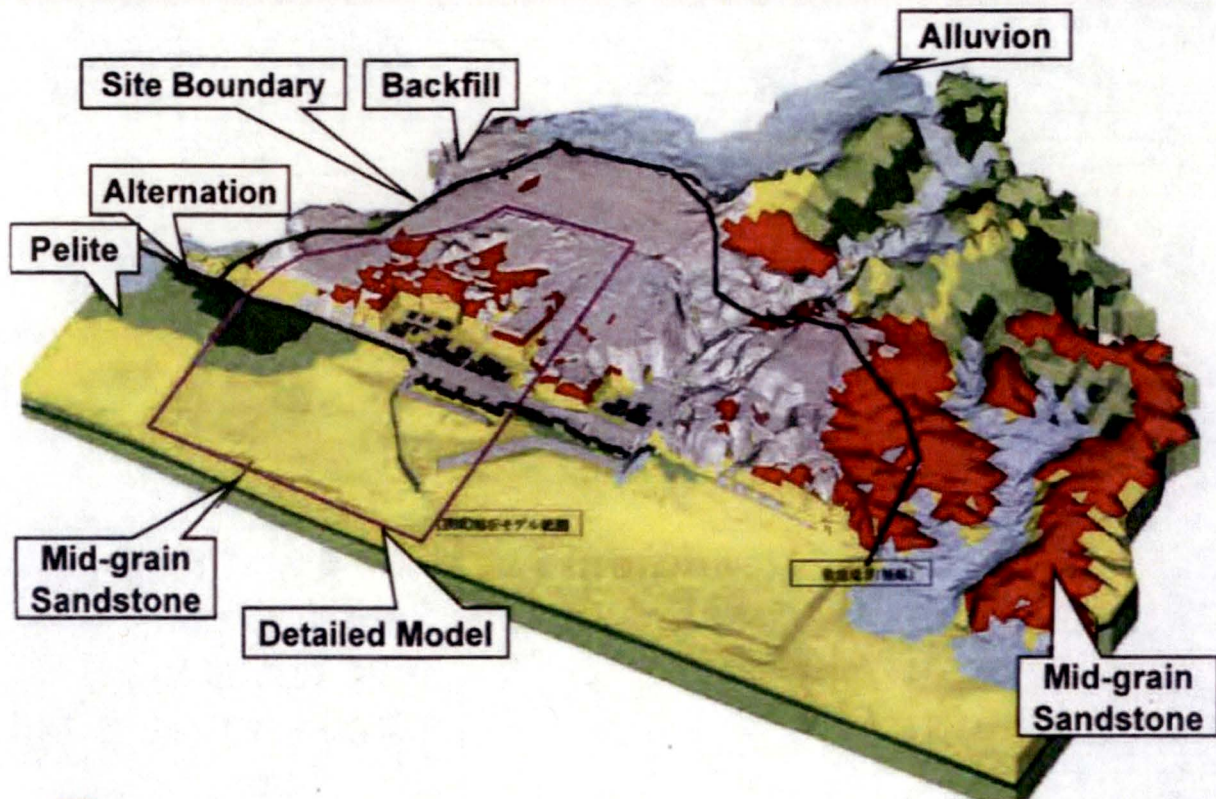 Alluvion
Site Boundary
Backfill
Alternation
Pelite
Mid-grain
Sandstone
Detailed Model
Mid-grain
Sandstone